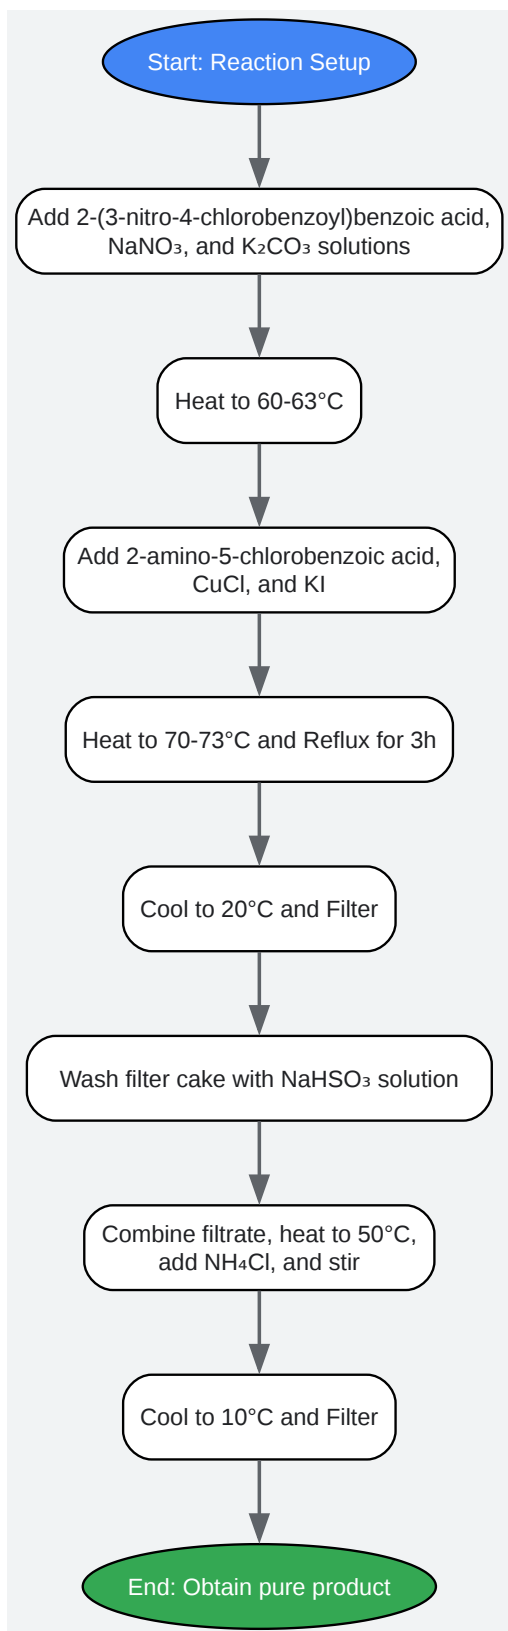 Start: Reaction Setup
Add 2-(3-nitro-4-chlorobenzoyl)benzoic acid,
NaNO₃, and K₂CO₃ solutions
Heat to 60-63°C
Add 2-amino-5-chlorobenzoic acid,
CuCl, and KI
Heat to 70-73°C and Reflux for 3h
Cool to 20°C and Filter
Wash filter cake with NaHSO₃ solution
Combine filtrate, heat to 50°C,
add NH₄Cl, and stir
Cool to 10°C and Filter
End: Obtain pure product